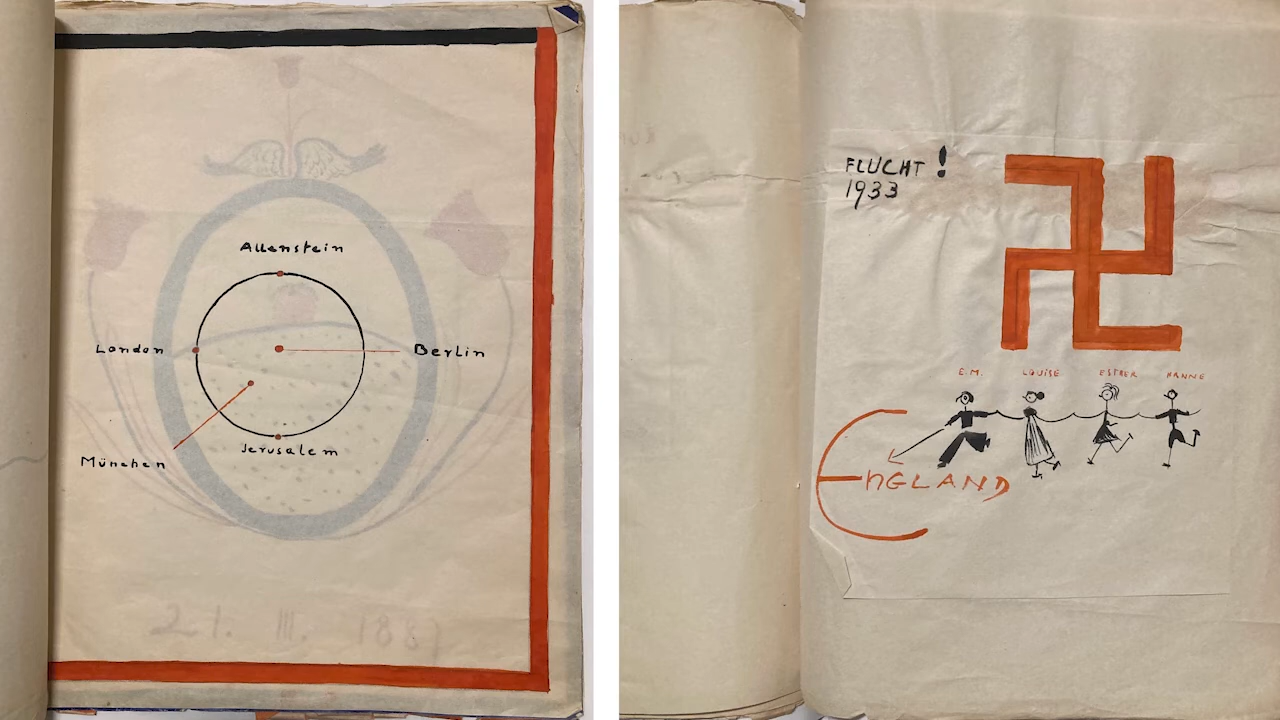 Allenstein
London
Berlin
Jerusalem
München
21. III. 1887
FLUCHT!
1933
E.M. LOUISE ESTHER HANNE
ENGLAND